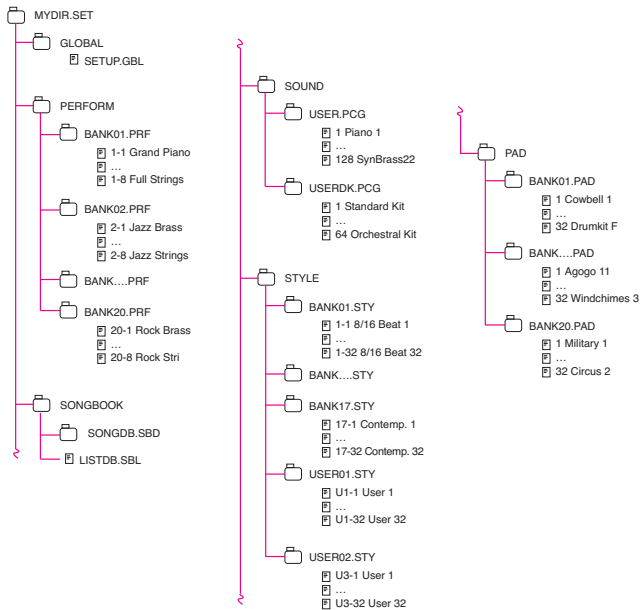 MYDIR.SET
GLOBAL
SETUP.GBL
PERFORM
BANK01.PRF
1-1 Grand Piano
…
1-8 Full Strings
BANK02.PRF
2-1 Jazz Brass
…
2-8 Jazz Strings
BANK....PRF
BANK20.PRF
20-1 Rock Brass
…
20-8 Rock Stri
SONGBOOK
SONGDB.SBD
LISTDB.SBL
SOUND
USER.PCG
1 Piano 1
…
128 SynBrass22
USERDK.PCG
1 Standard Kit
…
64 Orchestral Kit
STYLE
BANK01.STY
1-1 8/16 Beat 1
…
1-32 8/16 Beat 32
BANK....STY
BANK17.STY
17-1 Contemp. 1
…
17-32 Contemp. 32
USER01.STY
U1-1 User 1
…
U1-32 User 32
USER02.STY
U3-1 User 1
…
U3-32 User 32
PAD
BANK01.PAD
1 Cowbell 1
…
32 Drumkit F
BANK....PAD
1 Agogo 11
…
32 Windchimes 3
BANK20.PAD
1 Military 1
…
32 Circus 2